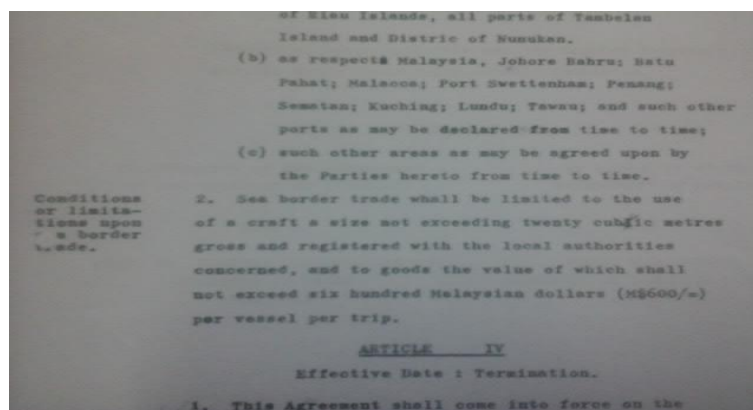 of Riau Islands, all parts of Tambelan
Island and Distric of Nunukan.
(b) as respects Malaysia, Johore Bahru; Batu
Pahat; Malacca; Port Swettenham; Penang;
Sematan; Kuching; Lundu; Tawau; and such other
ports as may be declared from time to time;
(c) such other areas as may be agreed upon by
the Parties hereto from time to time.
Conditions
or limita-
tions upon
a border
2. Sea border trade shall be limited to the use
of a craft a size not exceeding twenty cubic metres
gross and registered with the local authorities
concerned, and to goods the value of which shall
not exceed six hundred Malaysian dollars (M$600/=)
per vessel per trip.
ARTICLE IV
Effective Date : Termination.
1. This Agreement shall come into force on the